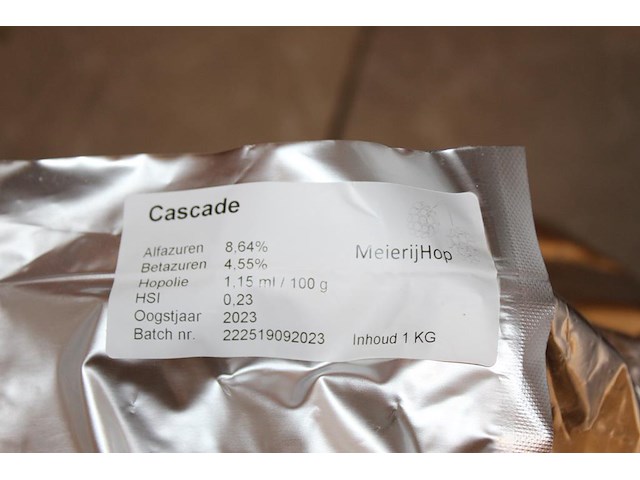 Cascade
Alfazuren 8,64%
Betazuren 4,55%
MeierijHop
Hopolie 1,15 ml / 100 g
HSI 0,23
Oogstjaar 2023
Batch nr. 222519092023
Inhoud 1 KG